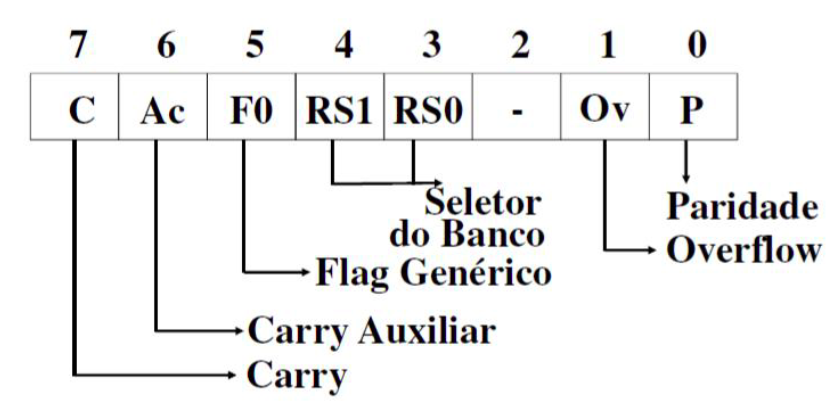 7 6 5 4 3 2 1 0
C Ac F0 RS1 RS0 - Ov P
Seletor
do Banco
Paridade
Overflow
Flag Genérico
Carry Auxiliar
Carry